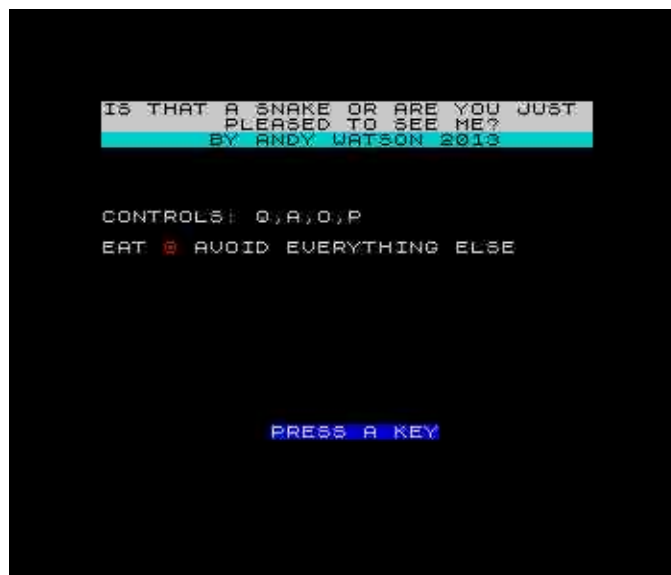 IS THAT A SNAKE OR ARE YOU JUST
PLEASED TO SEE ME?
BY ANDY WATSON 2013
CONTROLS: Q,A,O,P
EAT @ AVOID EVERYTHING ELSE
PRESS A KEY